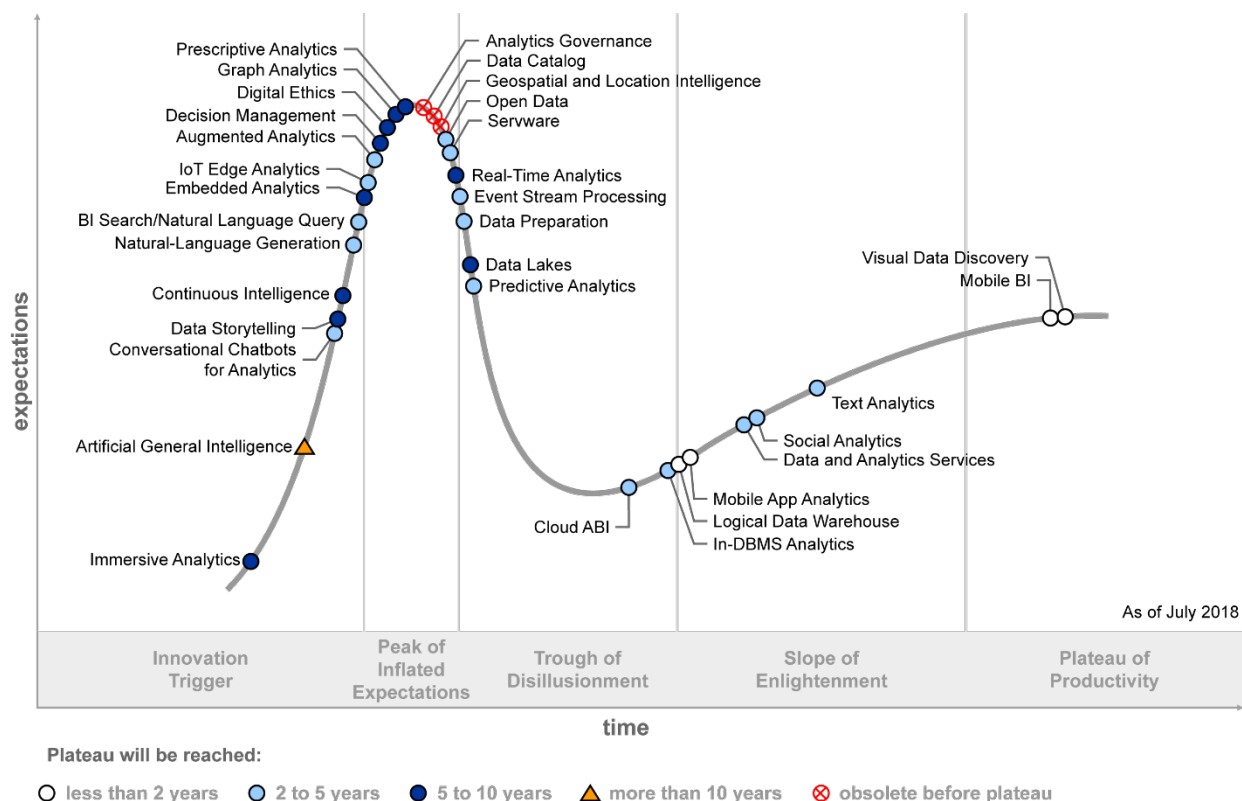 Prescriptive Analytics
Graph Analytics
Digital Ethics
Decision Management
Augmented Analytics
IoT Edge Analytics
Embedded Analytics
BI Search/Natural Language Query
Natural-Language Generation
Continuous Intelligence
Data Storytelling
Conversational Chatbots
for Analytics
Artificial General Intelligence
Immersive Analytics
Analytics Governance
Data Catalog
Geospatial and Location Intelligence
Open Data
Servware
Real-Time Analytics
Event Stream Processing
Data Preparation
Data Lakes
Predictive Analytics
Cloud ABI
Visual Data Discovery
Mobile BI
Text Analytics
Social Analytics
Data and Analytics Services
Mobile App Analytics
Logical Data Warehouse
In-DBMS Analytics
As of July 2018
expectations
Innovation
Trigger
Peak of
Inflated
Expectations
Trough of
Disillusionment
Slope of
Enlightenment
Plateau of
Productivity
time
Plateau will be reached:
less than 2 years
2 to 5 years
5 to 10 years
more than 10 years
obsolete before plateau